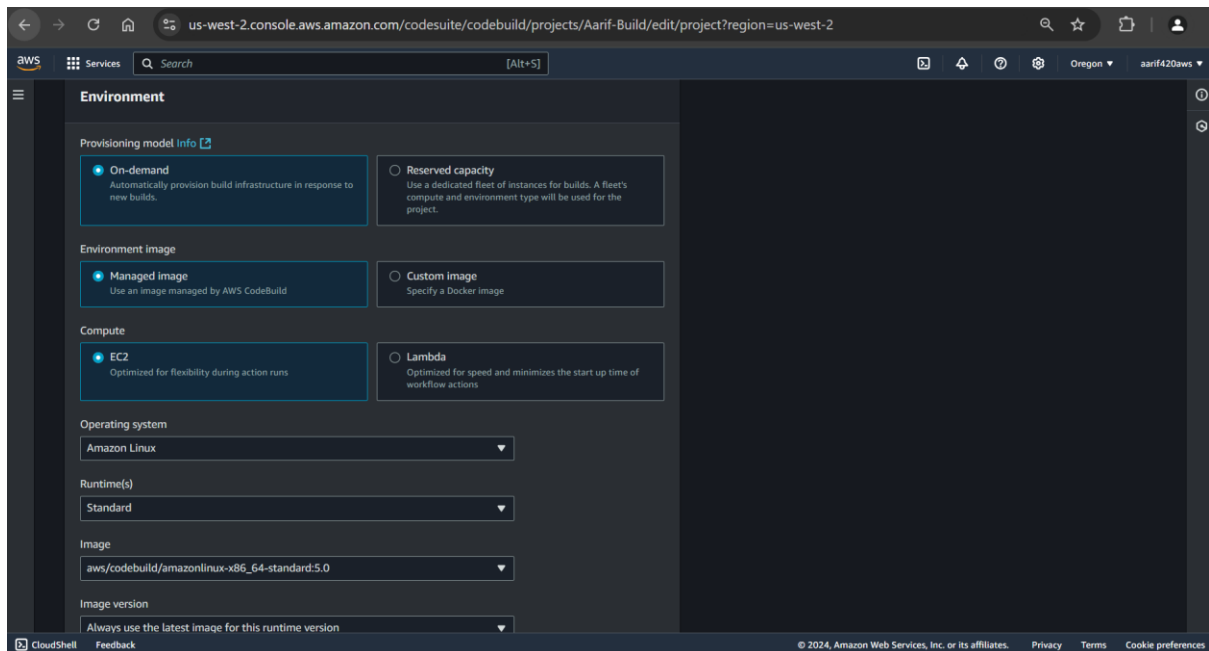 us-west-2.console.aws.amazon.com/codesuite/codebuild/projects/Aarif-Build/edit/project?region=us-west-2
aws Services Search [Alt+S] Oregon aarif420aws
Environment
Provisioning model Info
On-demand
Automatically provision build infrastructure in response to
new builds.
Reserved capacity
Use a dedicated fleet of instances for builds. A fleet's
compute and environment type will be used for the
project.
Environment image
Managed image
Use an image managed by AWS CodeBuild
Custom image
Specify a Docker image
Compute
EC2
Optimized for flexibility during action runs
Lambda
Optimized for speed and minimizes the start up time of
workflow actions
Operating system
Amazon Linux
Runtime(s)
Standard
Image
aws/codebuild/amazonlinux-x86_64-standard:5.0
Image version
Always use the latest image for this runtime version
CloudShell Feedback © 2024, Amazon Web Services, Inc. or its affiliates. Privacy Terms Cookie preferences